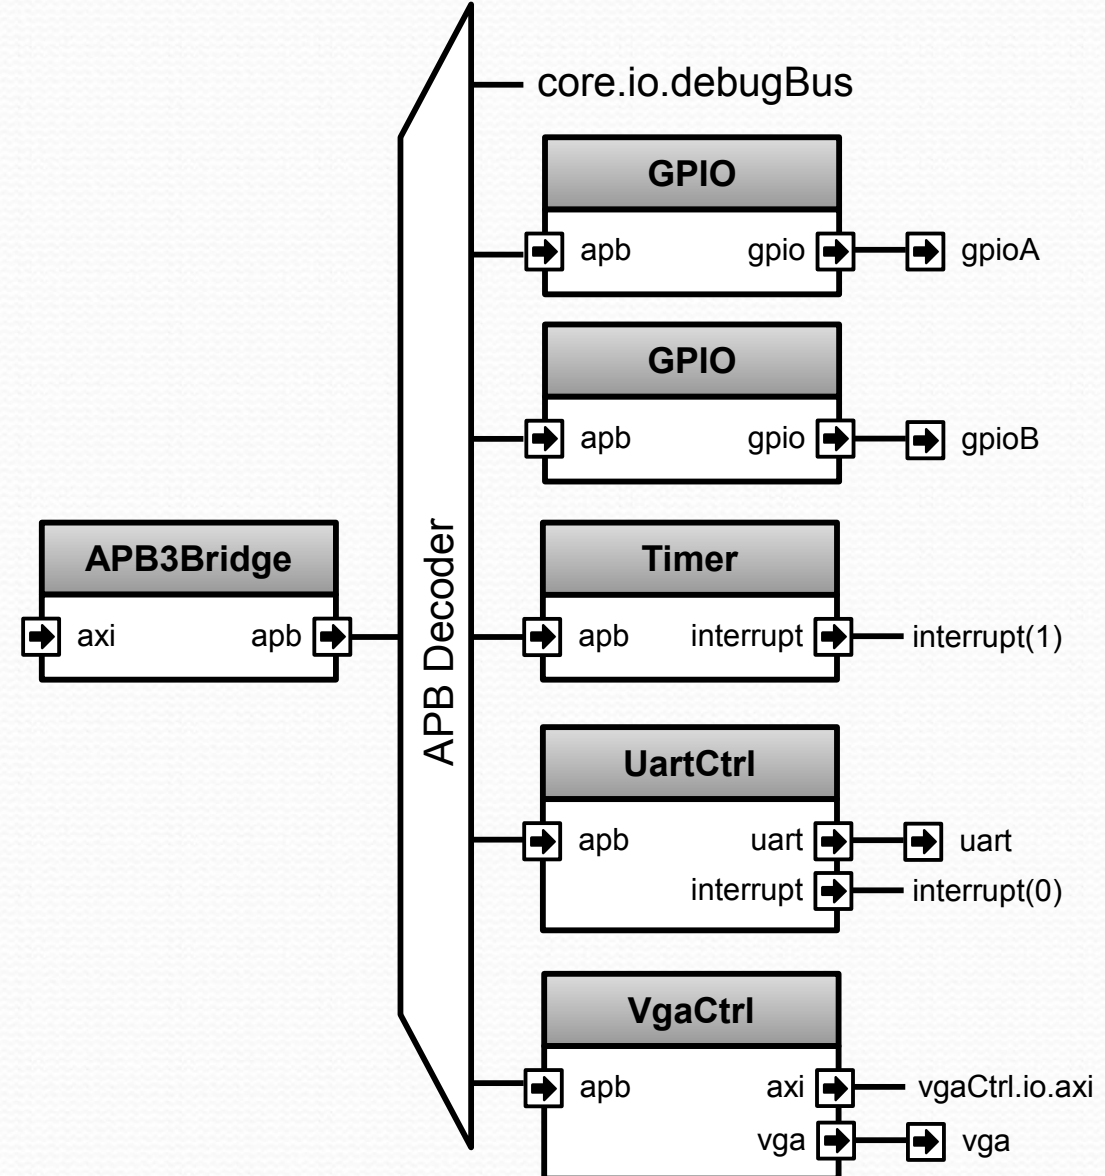 core.io.debugBus
GPIO
apb gpio gpioA
GPIO
apb gpio gpioB
APB3Bridge
axi apb
APB Decoder
Timer
apb interrupt interrupt(1)
UartCtrl
apb uart uart
interrupt interrupt(0)
VgaCtrl
apb axi vgaCtrl.io.axi
vga vga